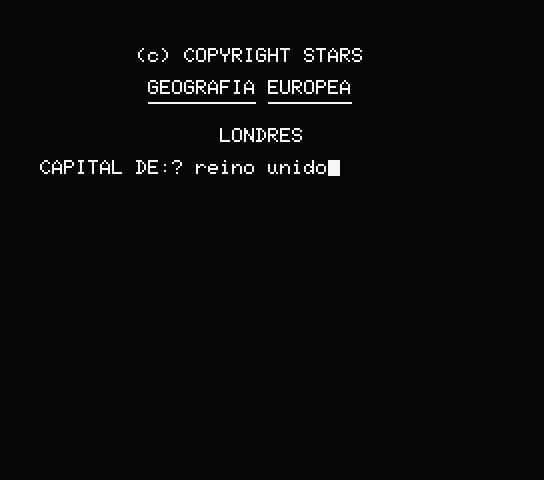 (c) COPYRIGHT STARS
GEOGRAFIA EUROPEA
LONDRES
CAPITAL DE:? reino unido